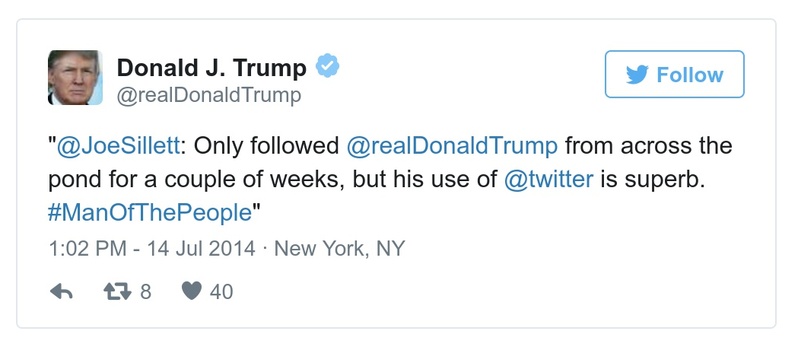 Donald J. Trump
@realDonaldTrump
Follow
"@JoeSillett: Only followed @realDonaldTrump from across the
pond for a couple of weeks, but his use of @twitter is superb.
#ManOfThePeople"
1:02 PM - 14 Jul 2014 · New York, NY
8 40